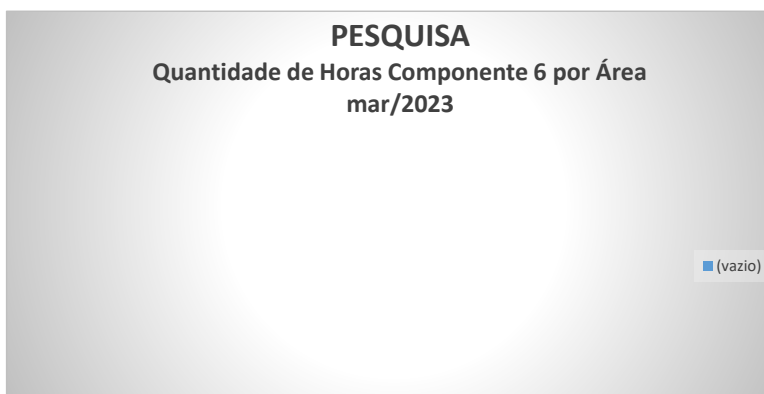 PESQUISA
Quantidade de Horas Componente 6 por Área
mar/2023
(vazio)